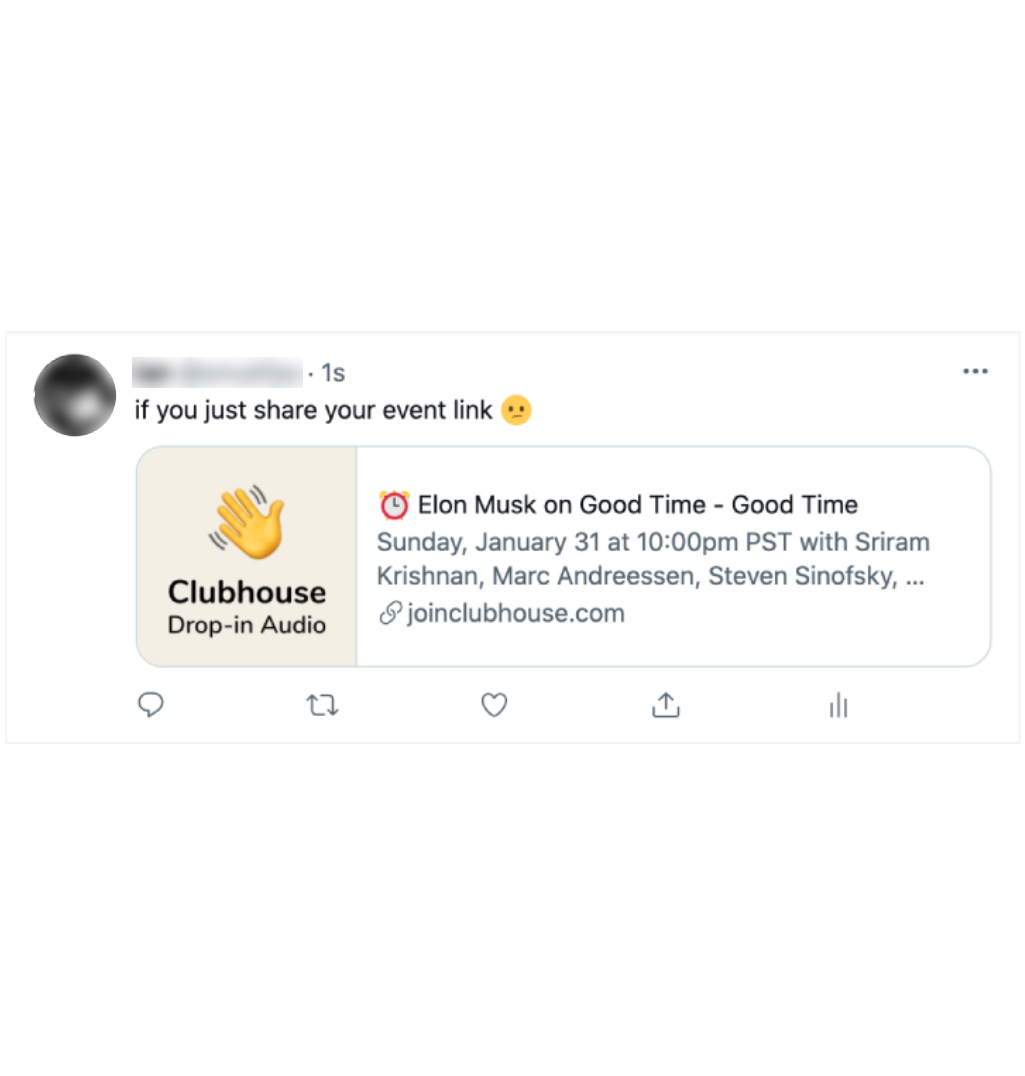 · 1s
if you just share your event link 🫤
Clubhouse
Drop-in Audio
⏰ Elon Musk on Good Time - Good Time
Sunday, January 31 at 10:00pm PST with Sriram
Krishnan, Marc Andreessen, Steven Sinofsky, ...
joinclubhouse.com